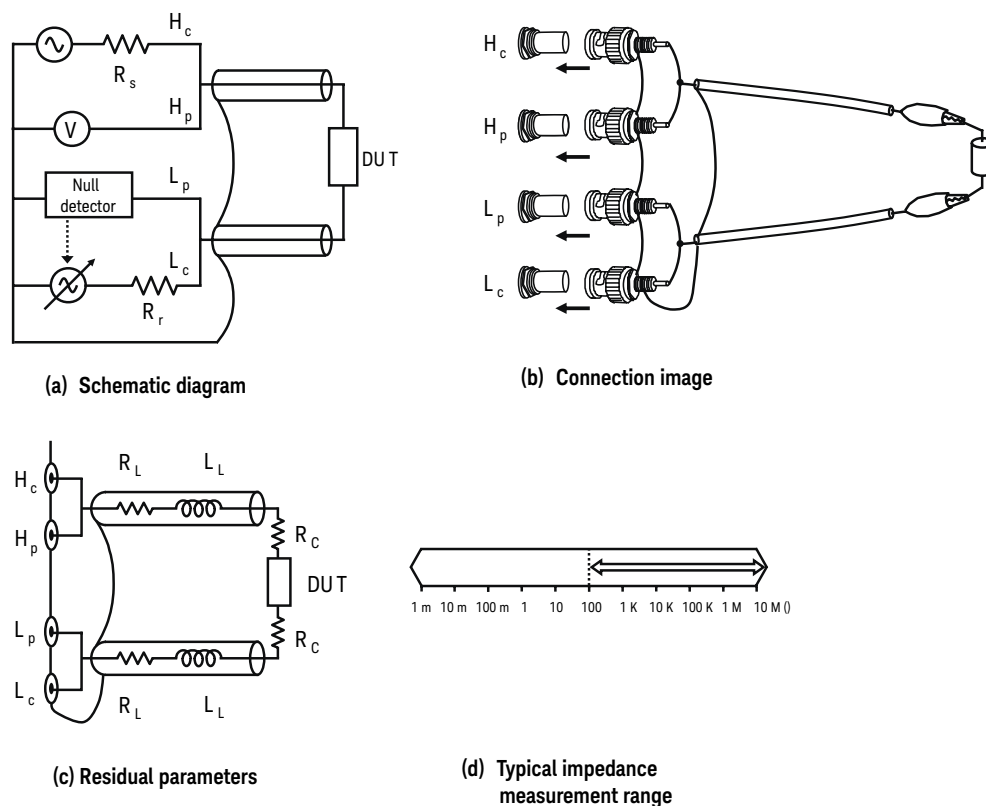 H c
R s
H p
V
Null
detector
L p
L c
R r
DUT
(a) Schematic diagram
H c
H p
L p
L c
(b) Connection image
H c
H p
L p
L c
R L
L L
R C
DUT
R C
R L
L L
(c) Residual parameters
1 m 10 m 100 m 1 10 100 1 K 10 K 100 K 1 M 10 M ()
(d) Typical impedance
measurement range